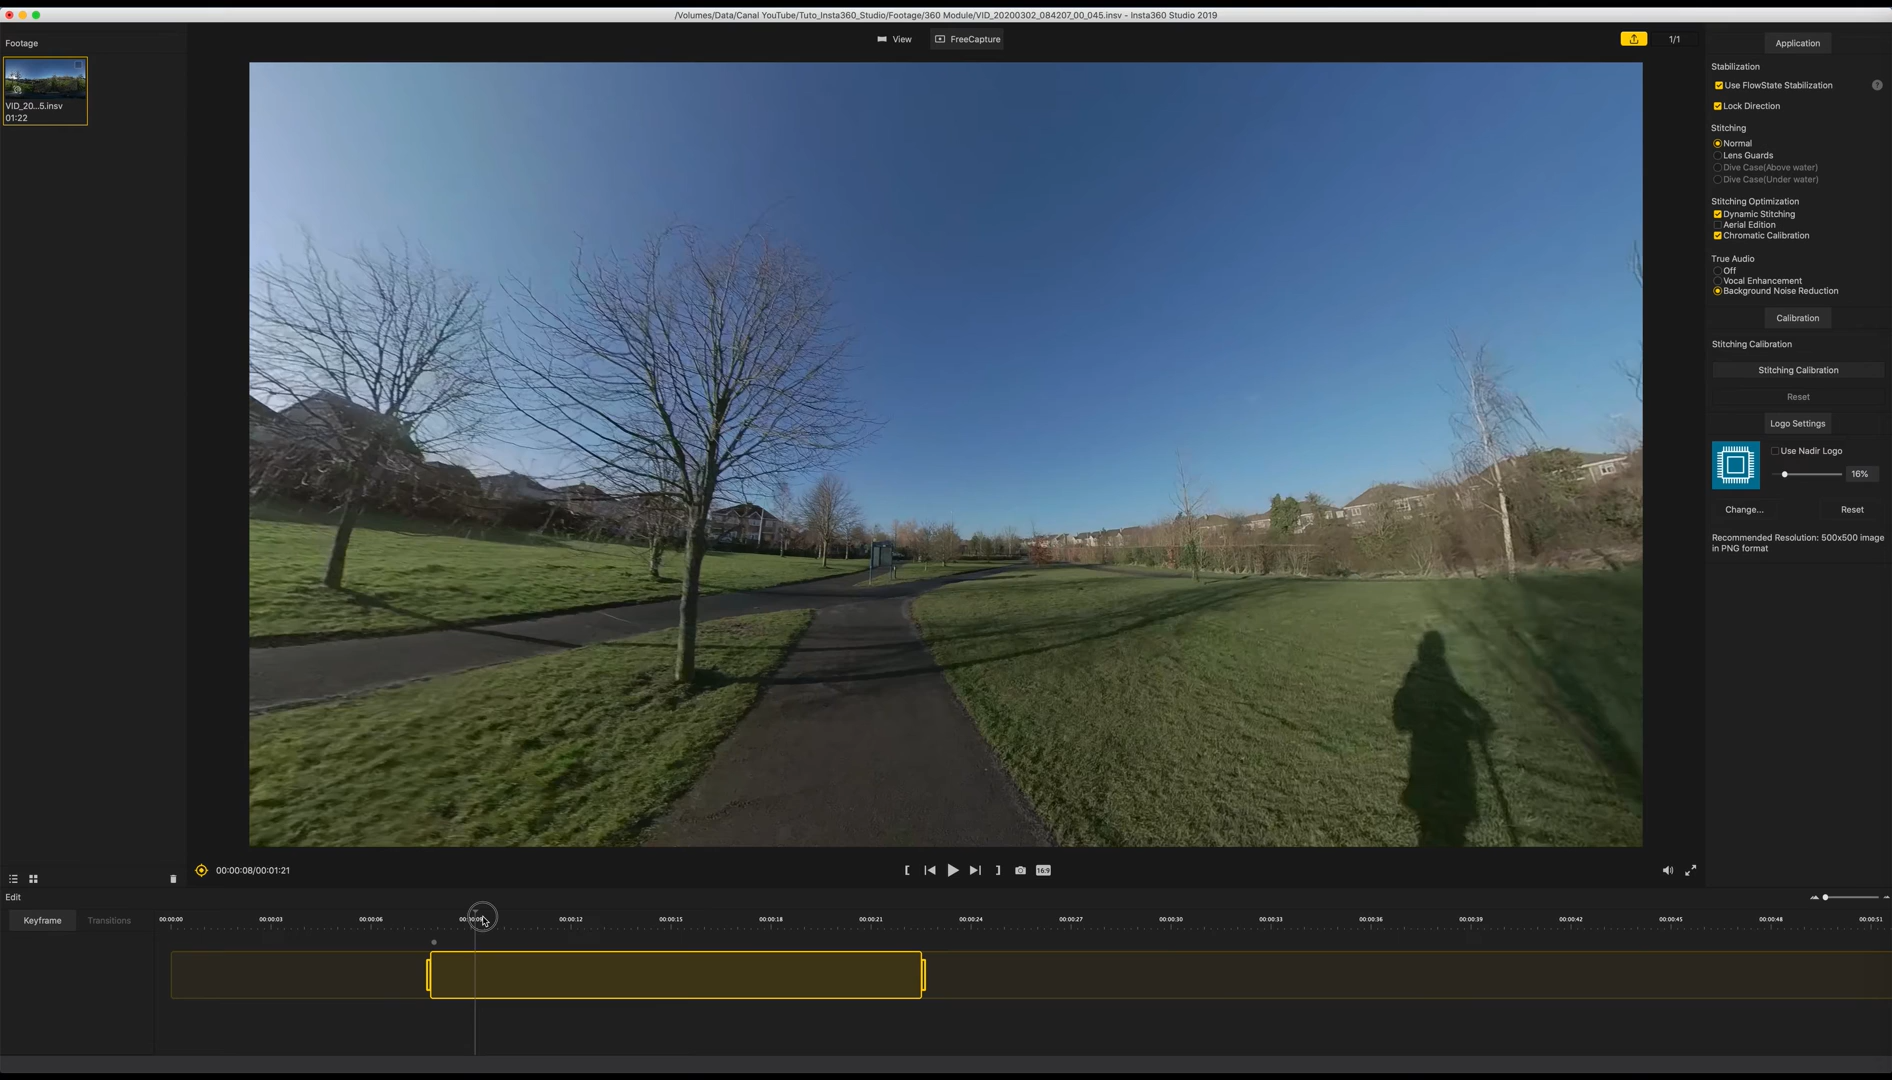 /Volumes/Data/Canal YouTube/Tuto_Insta360_Studio/Footage/360 Module/VID_20200302_084207_00_045.insv - Insta360 Studio 2019
Footage
View
FreeCapture
1/1
Application
VID_20...5.insv
01:22
Stabilization
Use FlowState Stabilization
?
Lock Direction
Stitching
Normal
Lens Guards
Dive Case(Above water)
Dive Case(Under water)
Stitching Optimization
Dynamic Stitching
Aerial Edition
Chromatic Calibration
True Audio
Off
Vocal Enhancement
Background Noise Reduction
Calibration
Stitching Calibration
Stitching Calibration
Reset
Logo Settings
Use Nadir Logo
16%
Change...
Reset
Recommended Resolution: 500x500 image
in PNG format
00:00:08/00:01:21
16:9
Edit
Keyframe
Transitions
00:00:00
00:00:03
00:00:06
00:00:09
00:00:12
00:00:15
00:00:18
00:00:21
00:00:24
00:00:27
00:00:30
00:00:33
00:00:36
00:00:39
00:00:42
00:00:45
00:00:48
00:00:51